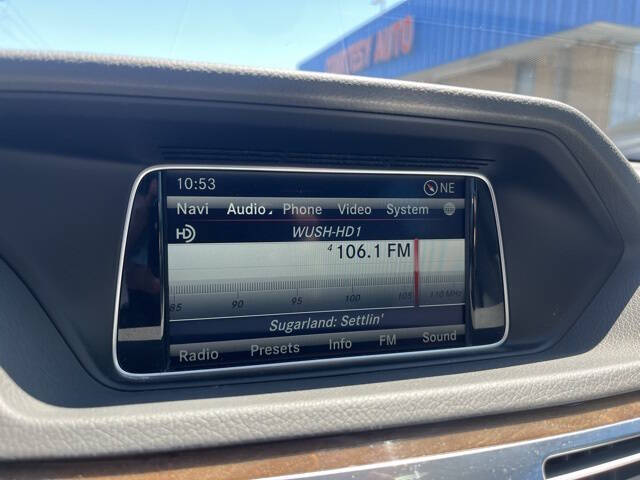 AUTO
10:53 NE
Navi Audio Phone Video System
HD WUSH-HD1
4 106.1 FM
85 90 95 100 105 110 MHz
Sugarland: Settlin'
Radio Presets Info FM Sound